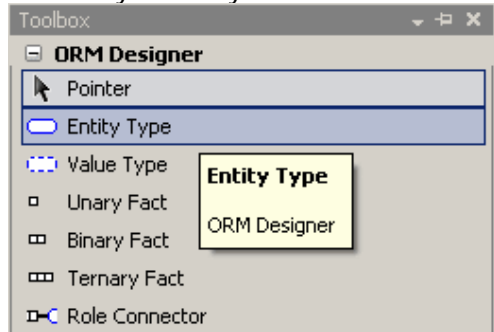 Toolbox
ORM Designer
Pointer
Entity Type
Value Type
Entity Type
Unary Fact
ORM Designer
Binary Fact
Ternary Fact
Role Connector